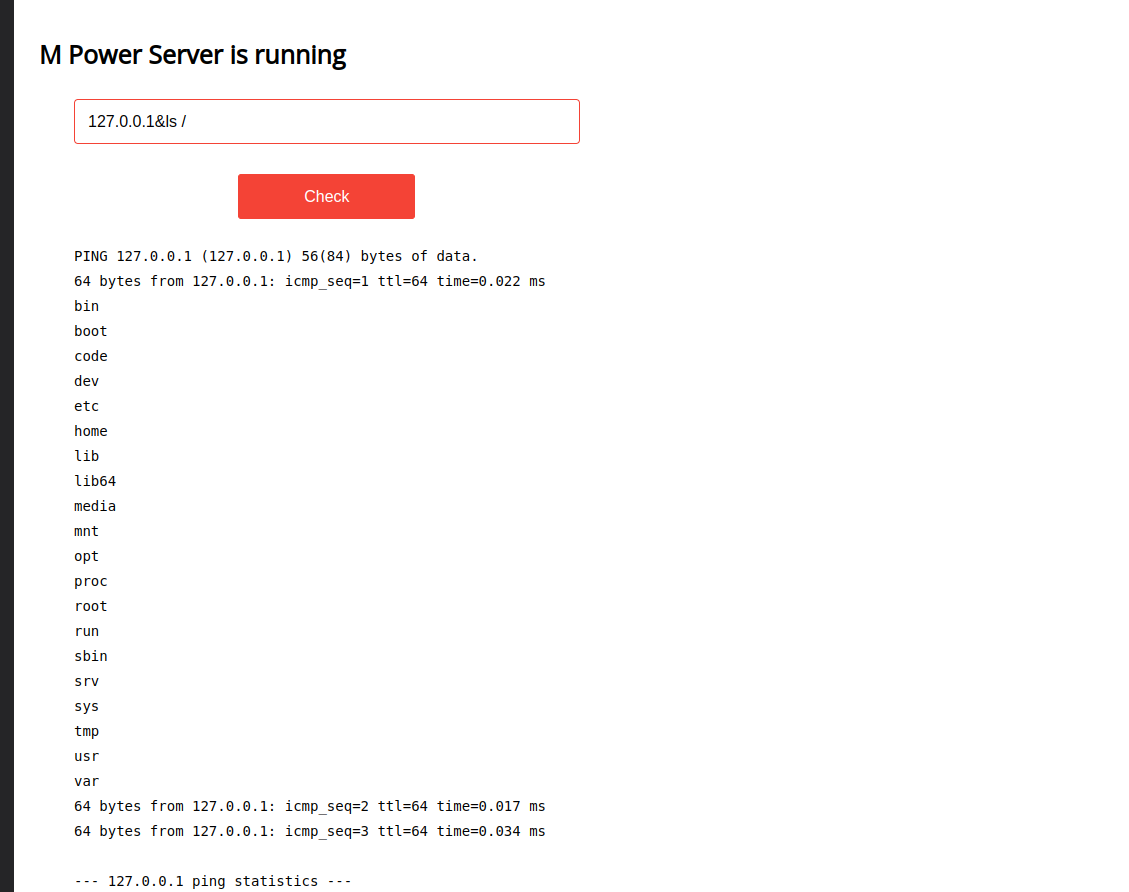 M Power Server is running
127.0.0.1&ls /
Check
PING 127.0.0.1 (127.0.0.1) 56(84) bytes of data.
64 bytes from 127.0.0.1: icmp_seq=1 ttl=64 time=0.022 ms
bin
boot
code
dev
etc
home
lib
lib64
media
mnt
opt
proc
root
run
sbin
srv
sys
tmp
usr
var
64 bytes from 127.0.0.1: icmp_seq=2 ttl=64 time=0.017 ms
64 bytes from 127.0.0.1: icmp_seq=3 ttl=64 time=0.034 ms
--- 127.0.0.1 ping statistics ---